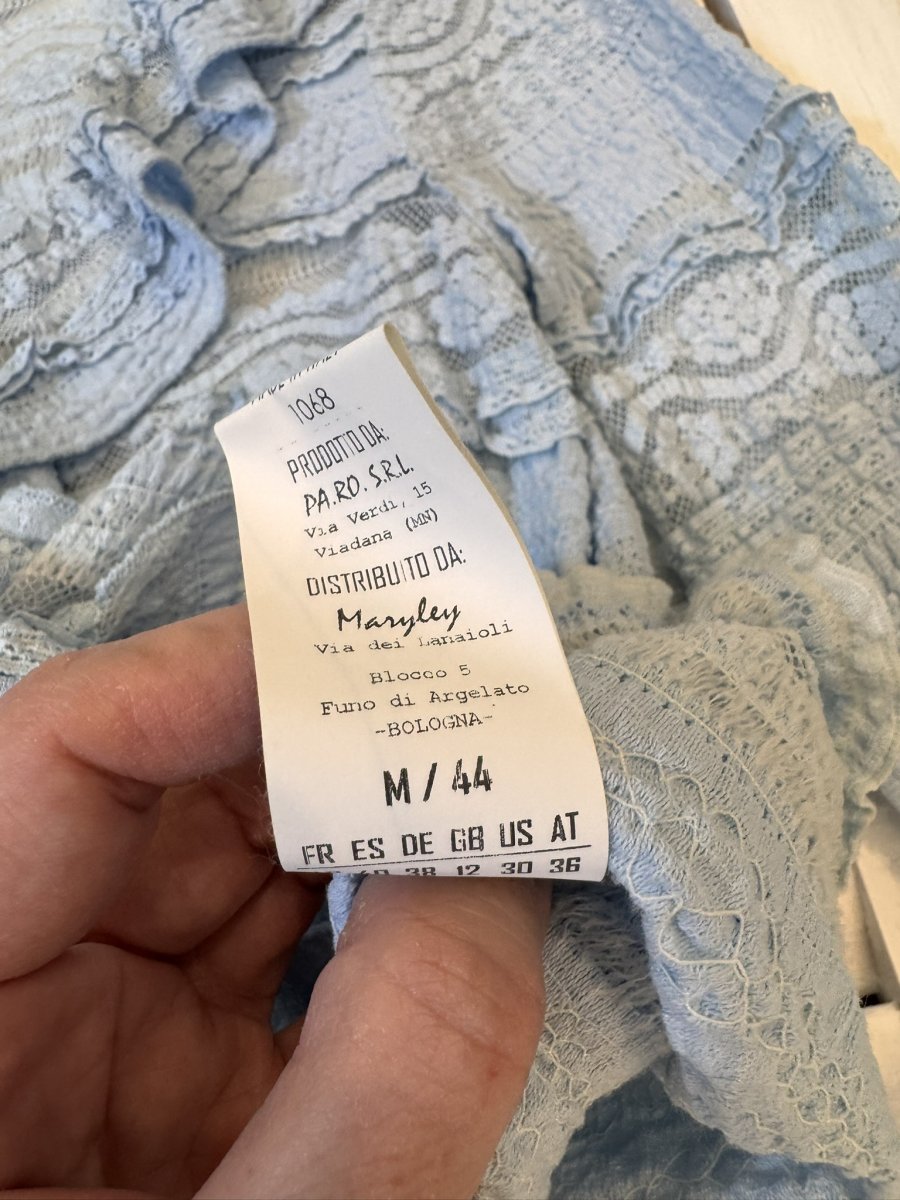 1068
PRODOTTO DA:
PA.RO. S.R.L.
Via Verdi, 15
Viadana (MN)
DISTRIBUITO DA:
Maryley
Via dei Lanaioli
Blocco 5
Funo di Argelato
-BOLOGNA-
M / 44
FR ES DE GB US AT
38 12 30 36